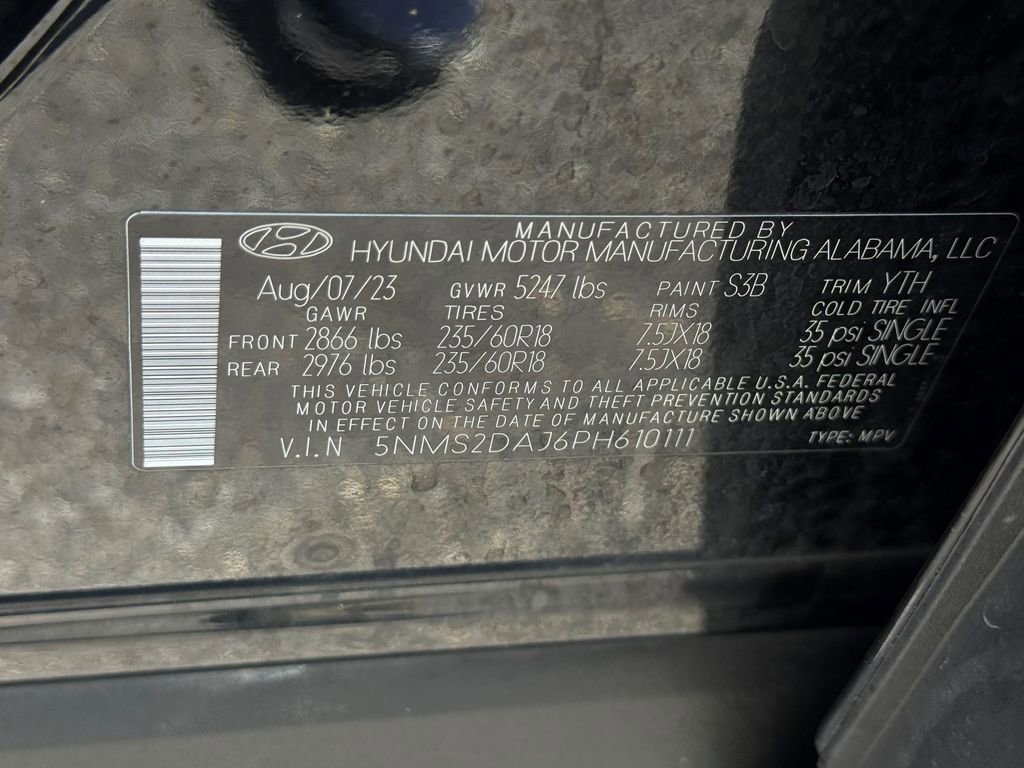 MANUFACTURED BY
HYUNDAI MOTOR MANUFACTURING ALABAMA, LLC
Aug/07/23 GVWR 5247 lbs PAINT S3B TRIM YTH
GAWR TIRES RIMS COLD TIRE INFL
FRONT 2866 lbs 235/60R18 7.5JX18 35 psi SINGLE
REAR 2976 lbs 235/60R18 7.5JX18 35 psi SINGLE
THIS VEHICLE CONFORMS TO ALL APPLICABLE U.S.A. FEDERAL
MOTOR VEHICLE SAFETY AND THEFT PREVENTION STANDARDS
IN EFFECT ON THE DATE OF MANUFACTURE SHOWN ABOVE
V.I.N 5NMS2DAJ6PH610111 TYPE: MPV